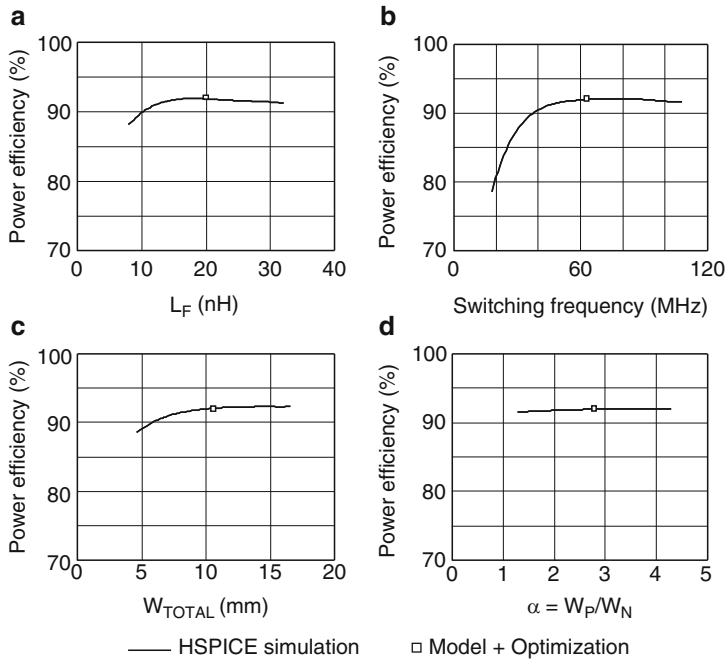 a
Power efficiency (%)
100
90
80
70
0 10 20 30 40
L_F (nH)
b
Power efficiency (%)
100
90
80
70
0 60 120
Switching frequency (MHz)
c
Power efficiency (%)
100
90
80
70
0 5 10 15 20
W_TOTAL (mm)
d
Power efficiency (%)
100
90
80
70
0 1 2 3 4 5
α = W_P/W_N
HSPICE simulation
Model + Optimization